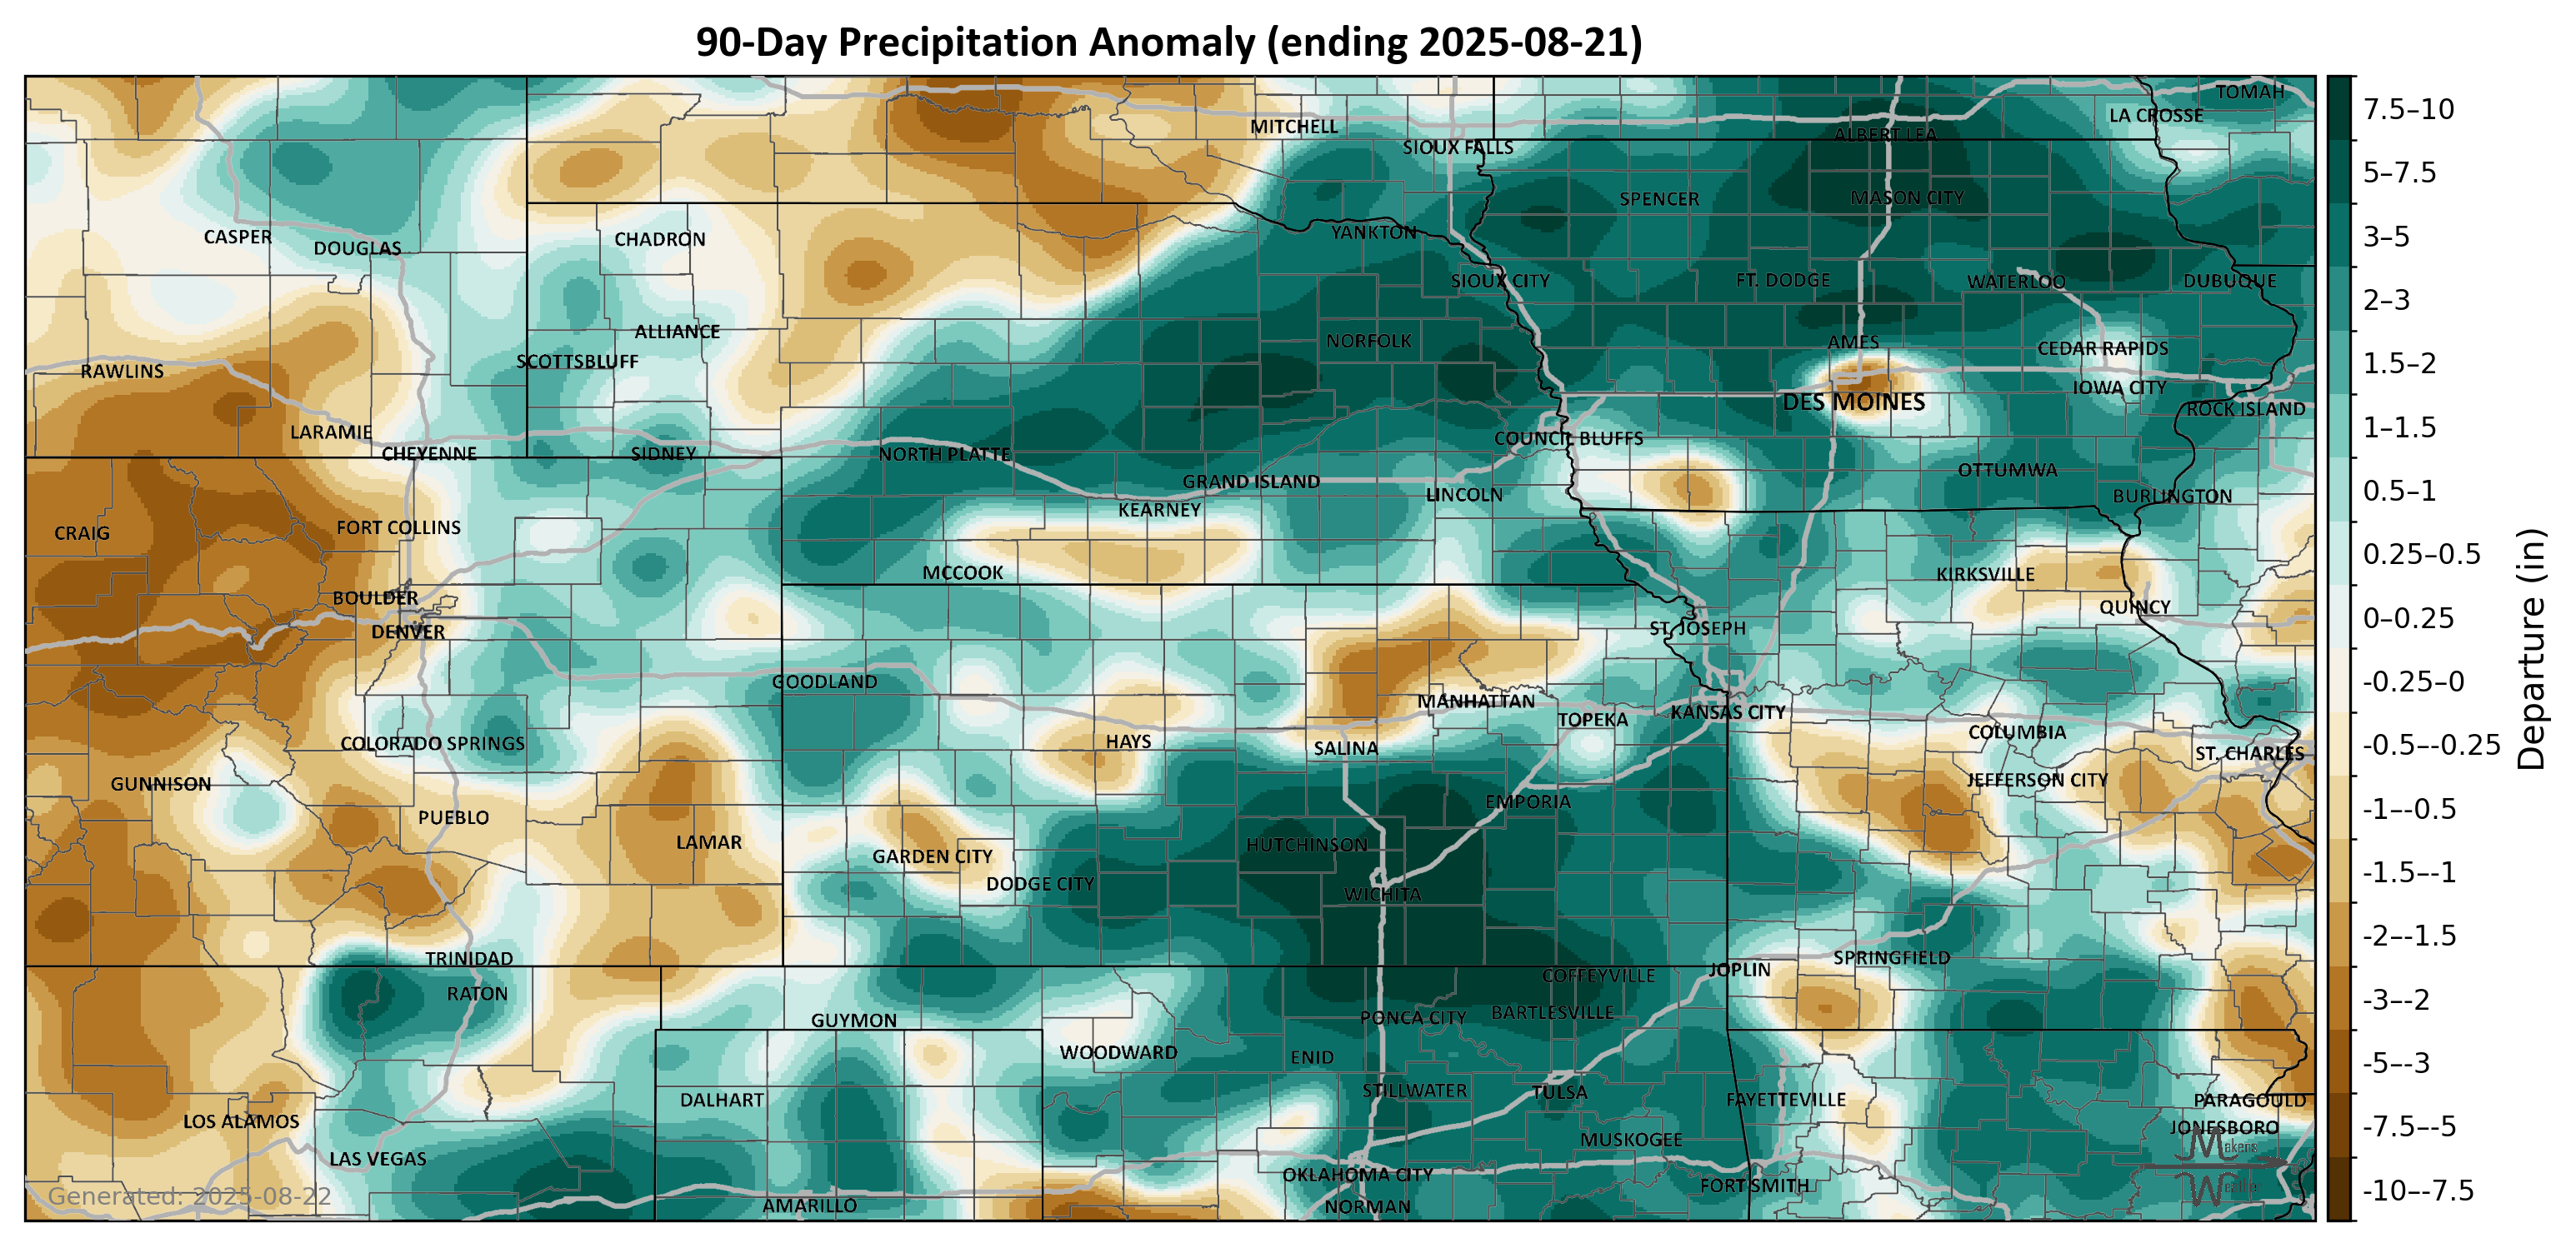 90-Day Precipitation Anomaly (ending 2025-08-21)
TOMAH
LA CROSSE
MITCHELL
ALBERT LEA
SIOUX FALLS
SPENCER
MASON CITY
YANKTON
CASPER
DOUGLAS
CHADRON
SIOUX CITY
FT. DODGE
WATERLOO
DUBUQUE
ALLIANCE
NORFOLK
AMES
CEDAR RAPIDS
SCOTTSBLUFF
RAWLINS
IOWA CITY
DES MOINES
ROCK ISLAND
LARAMIE
COUNCIL BLUFFS
CHEYENNE
SIDNEY
NORTH PLATTE
OTTUMWA
GRAND ISLAND
LINCOLN
BURLINGTON
KEARNEY
CRAIG
FORT COLLINS
MCCOOK
KIRKSVILLE
BOULDER
QUINCY
DENVER
ST. JOSEPH
GOODLAND
MANHATTAN
KANSAS CITY
TOPEKA
COLUMBIA
COLORADO SPRINGS
HAYS
SALINA
ST. CHARLES
GUNNISON
JEFFERSON CITY
EMPORIA
PUEBLO
LAMAR
HUTCHINSON
GARDEN CITY
DODGE CITY
WICHITA
TRINIDAD
SPRINGFIELD
JOPLIN
COFFEYVILLE
RATON
BARTLESVILLE
GUYMON
PONCA CITY
WOODWARD
ENID
STILLWATER
TULSA
DALHART
FAYETTEVILLE
PARAGOULD
LOS ALAMOS
JONESBORO
MUSKOGEE
LAS VEGAS
OKLAHOMA CITY
FORT SMITH
AMARILLO
NORMAN
Generated: 2025-08-22
7.5–10
5–7.5
3–5
2–3
1.5–2
1–1.5
0.5–1
0.25–0.5
0–0.25
-0.25–0
-0.5–-0.25
-1–-0.5
-1.5–-1
-2–-1.5
-3–-2
-5–-3
-7.5–-5
-10–-7.5
Departure (in)